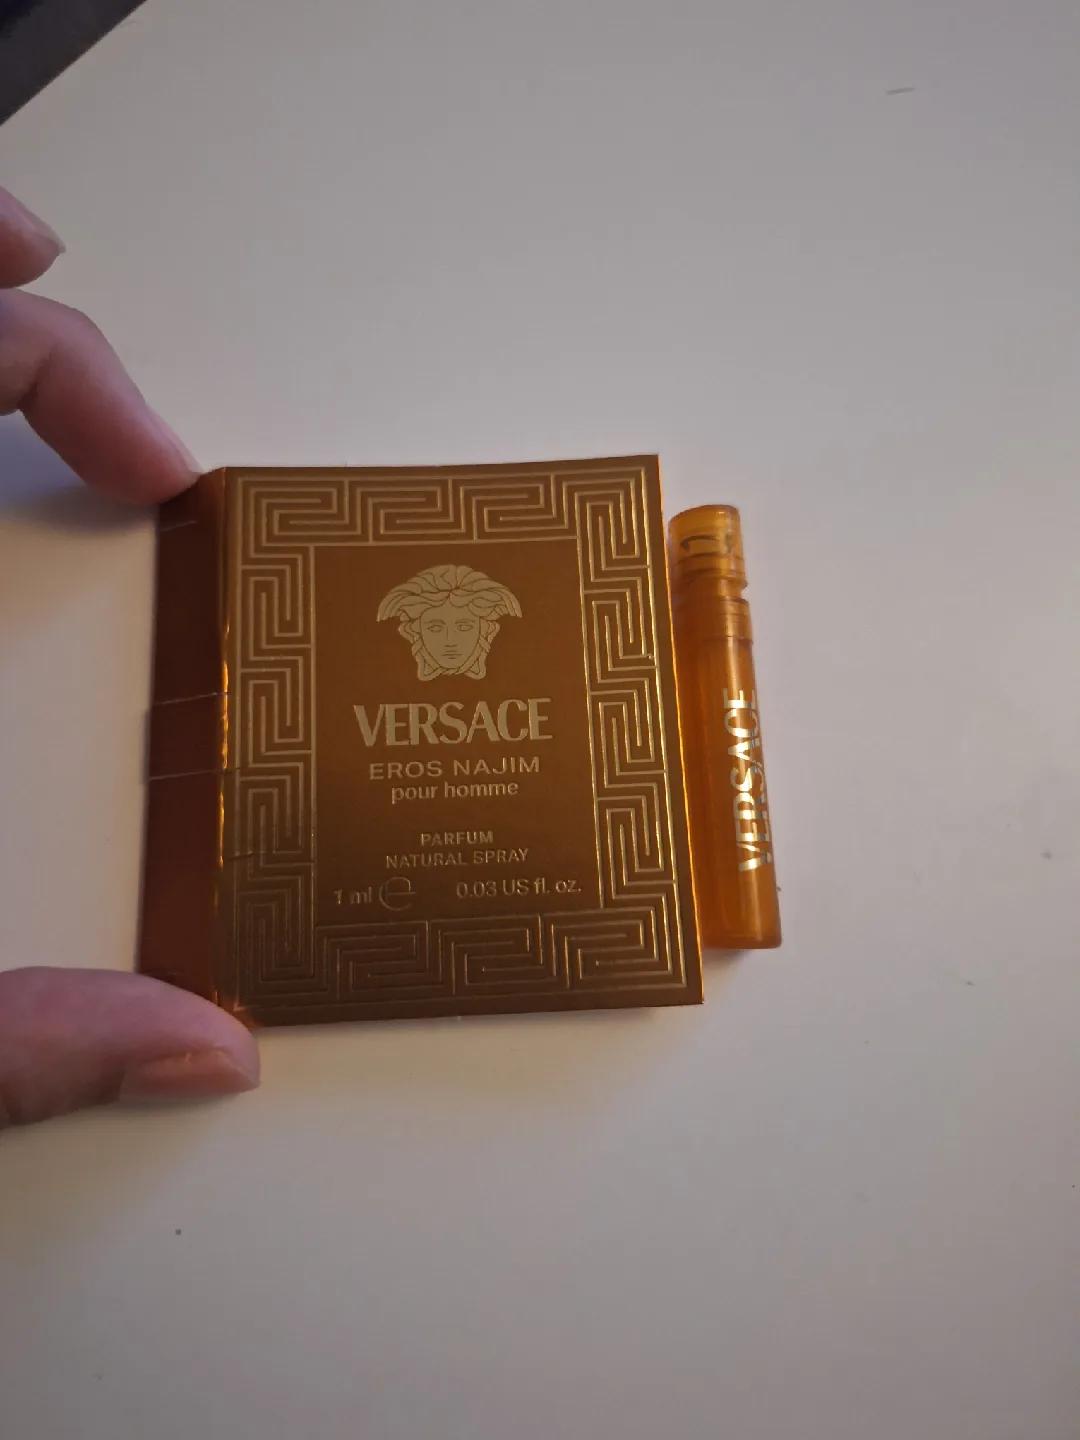 VERSACE
EROS NAJIM
pour homme
PARFUM
NATURAL SPRAY
1 ml e 0.03 US fl. oz.
VERSACE